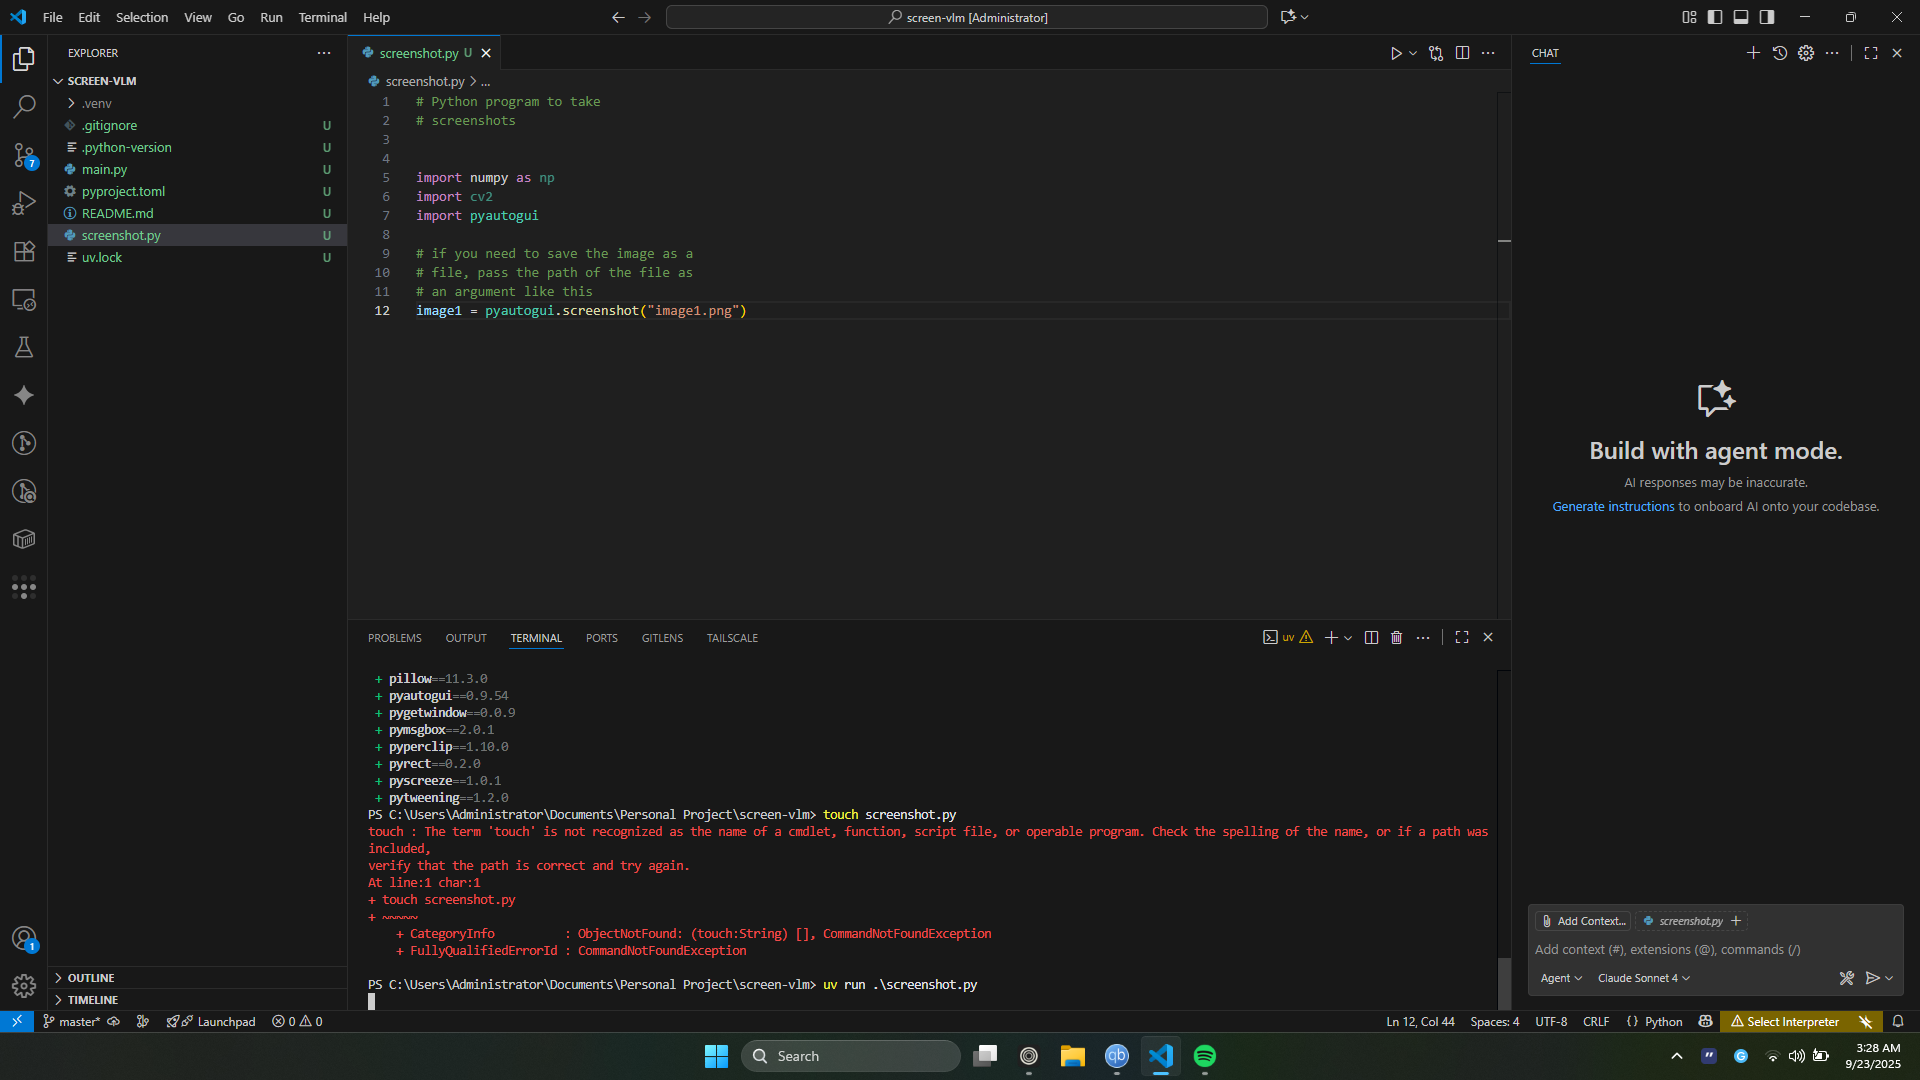 File Edit Selection View Go Run Terminal Help
screen-vlm [Administrator]
EXPLORER
SCREEN-VLM
.venv
.gitignore U
.python-version U
main.py U
pyproject.toml U
README.md U
screenshot.py U
uv.lock U
7
1
OUTLINE
TIMELINE
screenshot.py U
screenshot.py > ...
1 # Python program to take
2 # screenshots
3
4
5 import numpy as np
6 import cv2
7 import pyautogui
8
9 # if you need to save the image as a
10 # file, pass the path of the file as
11 # an argument like this
12 image1 = pyautogui.screenshot("image1.png")
PROBLEMS OUTPUT TERMINAL PORTS GITLENS TAILSCALE
uv
+ pillow==11.3.0
+ pyautogui==0.9.54
+ pygetwindow==0.0.9
+ pymsgbox==2.0.1
+ pyperclip==1.10.0
+ pyrect==0.2.0
+ pyscreeze==1.0.1
+ pytweening==1.2.0
PS C:\Users\Administrator\Documents\Personal Project\screen-vlm> touch screenshot.py
touch : The term 'touch' is not recognized as the name of a cmdlet, function, script file, or operable program. Check the spelling of the name, or if a path was
included,
verify that the path is correct and try again.
At line:1 char:1
+ touch screenshot.py
+ ~~~~~
+ CategoryInfo : ObjectNotFound: (touch:String) [], CommandNotFoundException
+ FullyQualifiedErrorId : CommandNotFoundException
PS C:\Users\Administrator\Documents\Personal Project\screen-vlm> uv run .\screenshot.py
CHAT
Build with agent mode.
AI responses may be inaccurate.
Generate instructions to onboard AI onto your codebase.
Add Context... screenshot.py +
Add context (#), extensions (@), commands (/)
Agent Claude Sonnet 4
master* Launchpad 0 0
Ln 12, Col 44 Spaces: 4 UTF-8 CRLF {} Python Select Interpreter
Search
qb
G
3:28 AM
9/23/2025